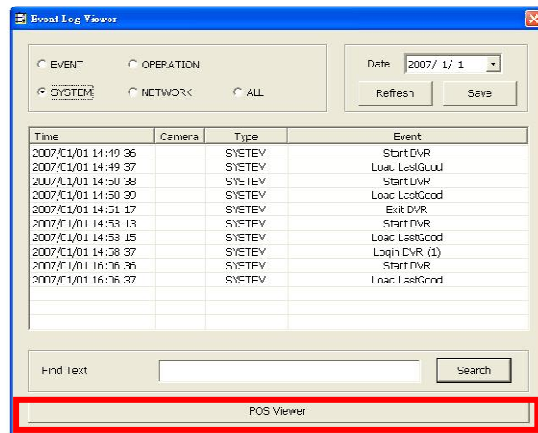 Event Log Viewer
EVENT OPERATION
SYSTEM NETWORK ALL
Date 2007/ 1/ 1
Refresh Save
Time Camera Type Event
2007/01/01 14:49:36 SYSTEM Start DVR
2007/01/01 14:49:37 SYSTEM Load LastGood
2007/01/01 14:50:38 SYSTEM Start DVR
2007/01/01 14:50:39 SYSTEM Load LastGood
2007/01/01 14:51:17 SYSTEM Exit DVR
2007/01/01 14:53:13 SYSTEM Start DVR
2007/01/01 14:53:15 SYSTEM Load LastGood
2007/01/01 14:58:37 SYSTEM Login DVR (1)
2007/01/01 16:06:36 SYSTEM Start DVR
2007/01/01 16:06:37 SYSTEM Load LastGood
Find Text Search
POS Viewer